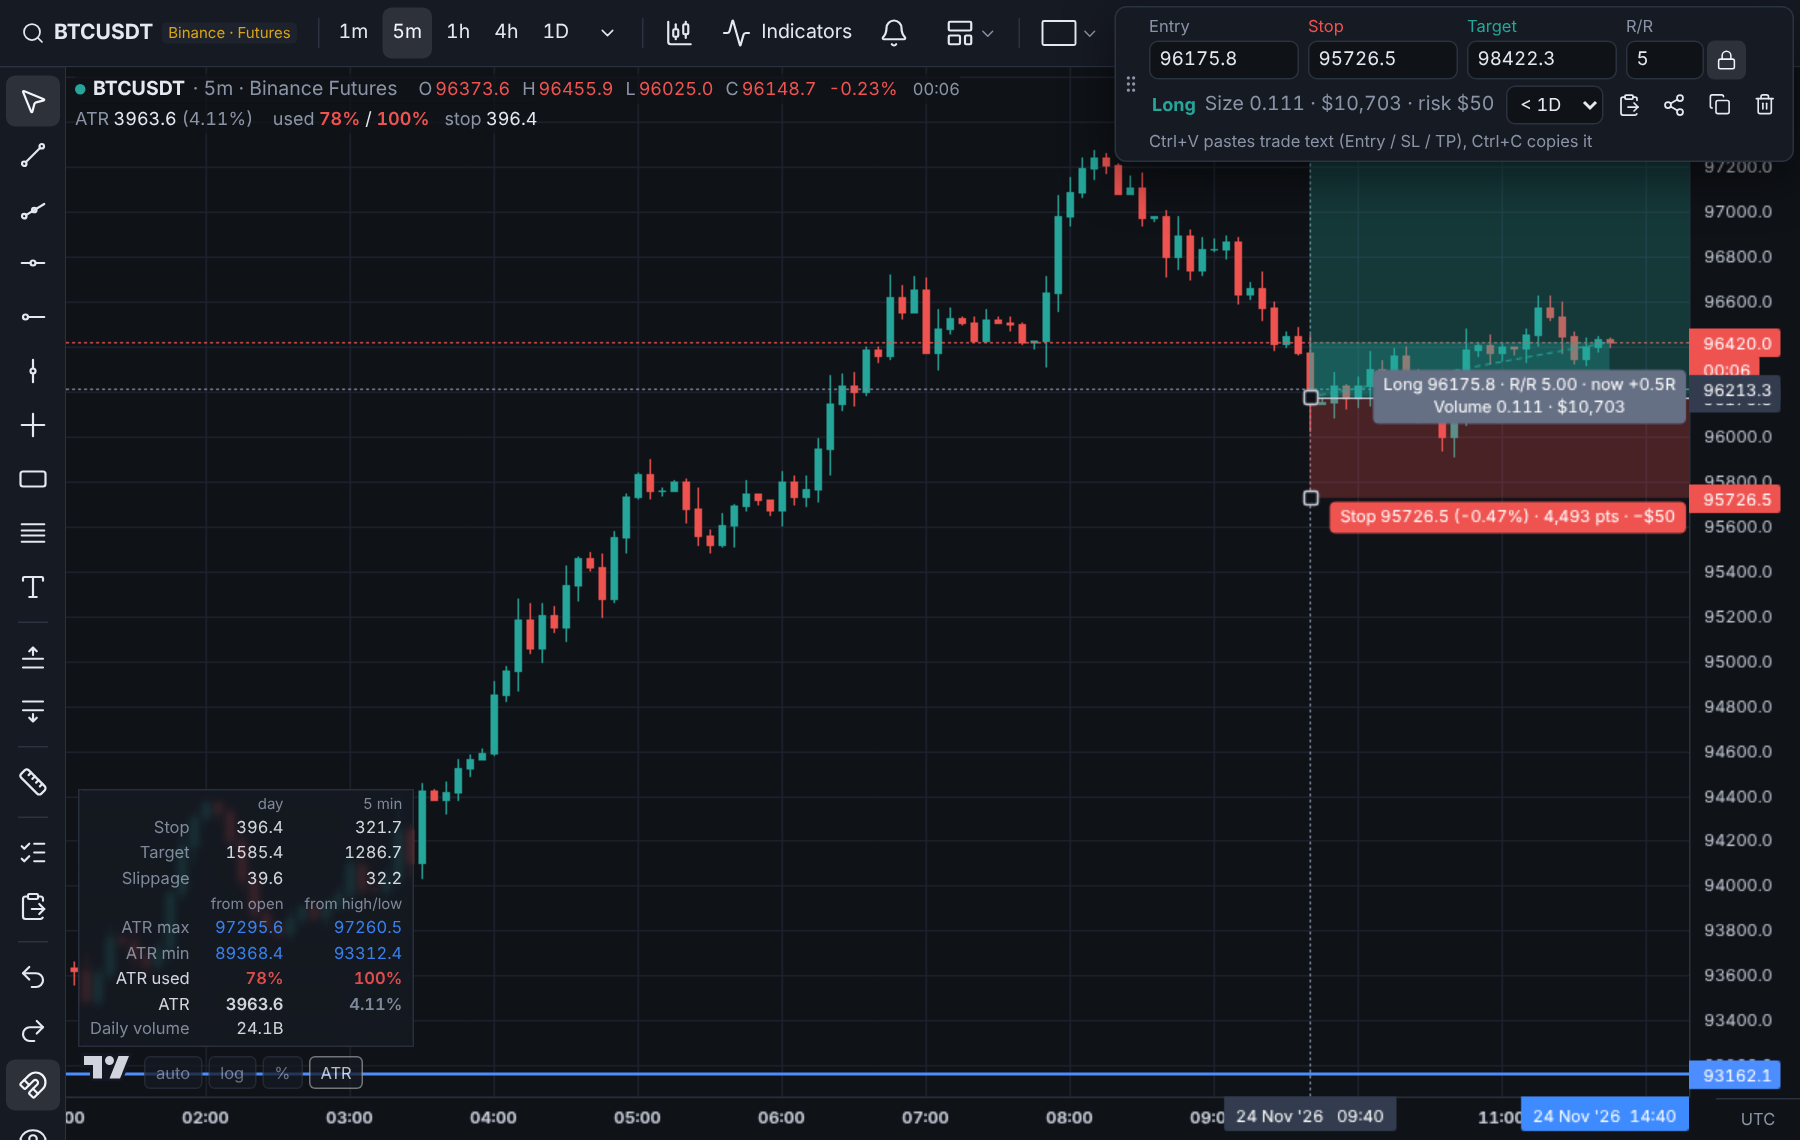 BTCUSDT Binance · Futures 1m 5m 1h 4h 1D Indicators
Entry Stop Target R/R
96175.8 95726.5 98422.3 5
Long Size 0.111 · $10,703 · risk $50 < 1D
Ctrl+V pastes trade text (Entry / SL / TP), Ctrl+C copies it
BTCUSDT · 5m · Binance Futures O 96373.6 H 96455.9 L 96025.0 C 96148.7 -0.23% 00:06
ATR 3963.6 (4.11%) used 78% / 100% stop 396.4
97200.0
97000.0
96800.0
96600.0
96420.0
00:06
96213.3
96000.0
95800.0
95726.5
95600.0
95400.0
95200.0
95000.0
94800.0
94600.0
94400.0
94200.0
94000.0
93800.0
93600.0
93400.0
93162.1
Long 96175.8 · R/R 5.00 · now +0.5R
Volume 0.111 · $10,703
Stop 95726.5 (-0.47%) · 4,493 pts · −$50
day 5 min
Stop 396.4 321.7
Target 1585.4 1286.7
Slippage 39.6 32.2
from open from high/low
ATR max 97295.6 97260.5
ATR min 89368.4 93312.4
ATR used 78% 100%
ATR 3963.6 4.11%
Daily volume 24.1B
auto log % ATR
02:00 03:00 04:00 05:00 06:00 07:00 08:00 24 Nov '26 09:40 11:00 24 Nov '26 14:40 UTC